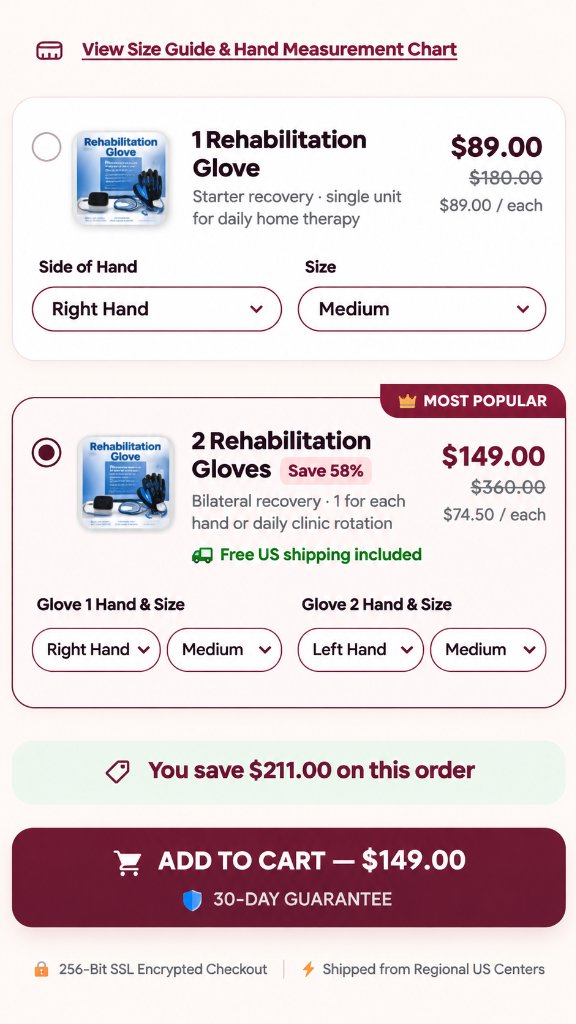 View Size Guide & Hand Measurement Chart
1 Rehabilitation
Glove
$89.00
$180.00
$89.00 / each
Starter recovery · single unit
for daily home therapy
Rehabilitation
Glove
Side of Hand
Size
Right Hand
Medium
MOST POPULAR
2 Rehabilitation
Gloves
Save 58%
$149.00
$360.00
$74.50 / each
Bilateral recovery · 1 for each
hand or daily clinic rotation
Free US shipping included
Rehabilitation
Glove
Glove 1 Hand & Size
Glove 2 Hand & Size
Right Hand
Medium
Left Hand
Medium
You save $211.00 on this order
ADD TO CART — $149.00
30-DAY GUARANTEE
256-Bit SSL Encrypted Checkout
Shipped from Regional US Centers